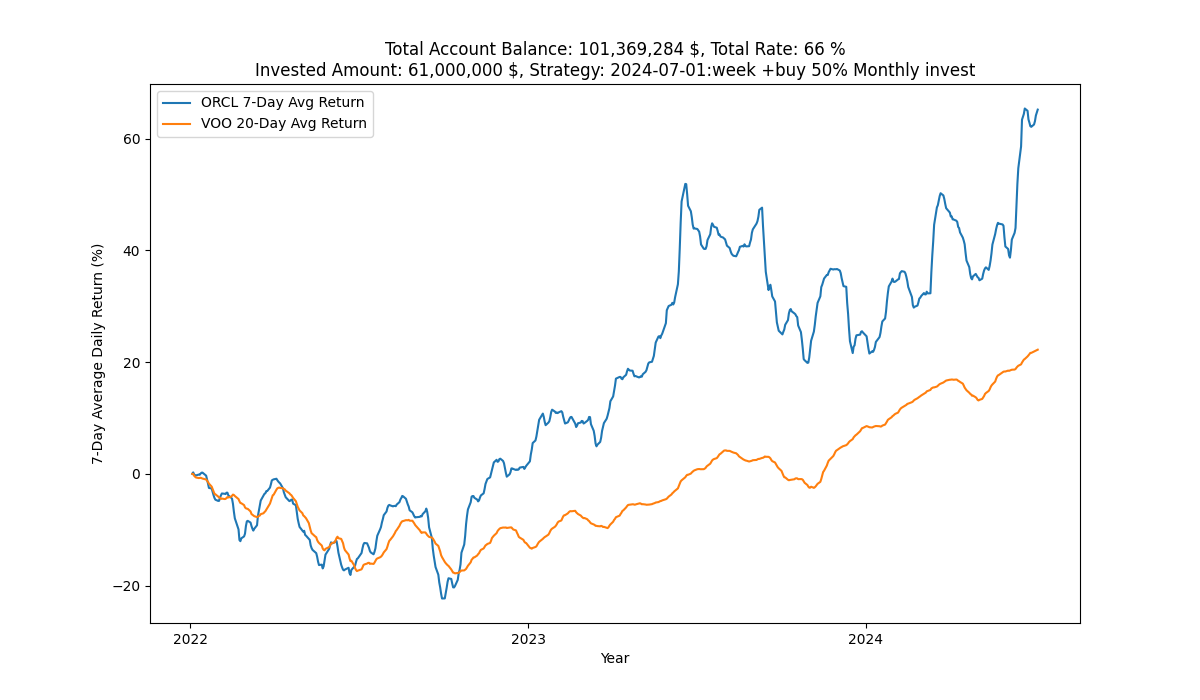 Total Account Balance: 101,369,284 $, Total Rate: 66 %
Invested Amount: 61,000,000 $, Strategy: 2024-07-01:week +buy 50% Monthly invest
ORCL 7-Day Avg Return
VOO 20-Day Avg Return
7-Day Average Daily Return (%)
60
40
20
0
−20
2022
2023
2024
Year